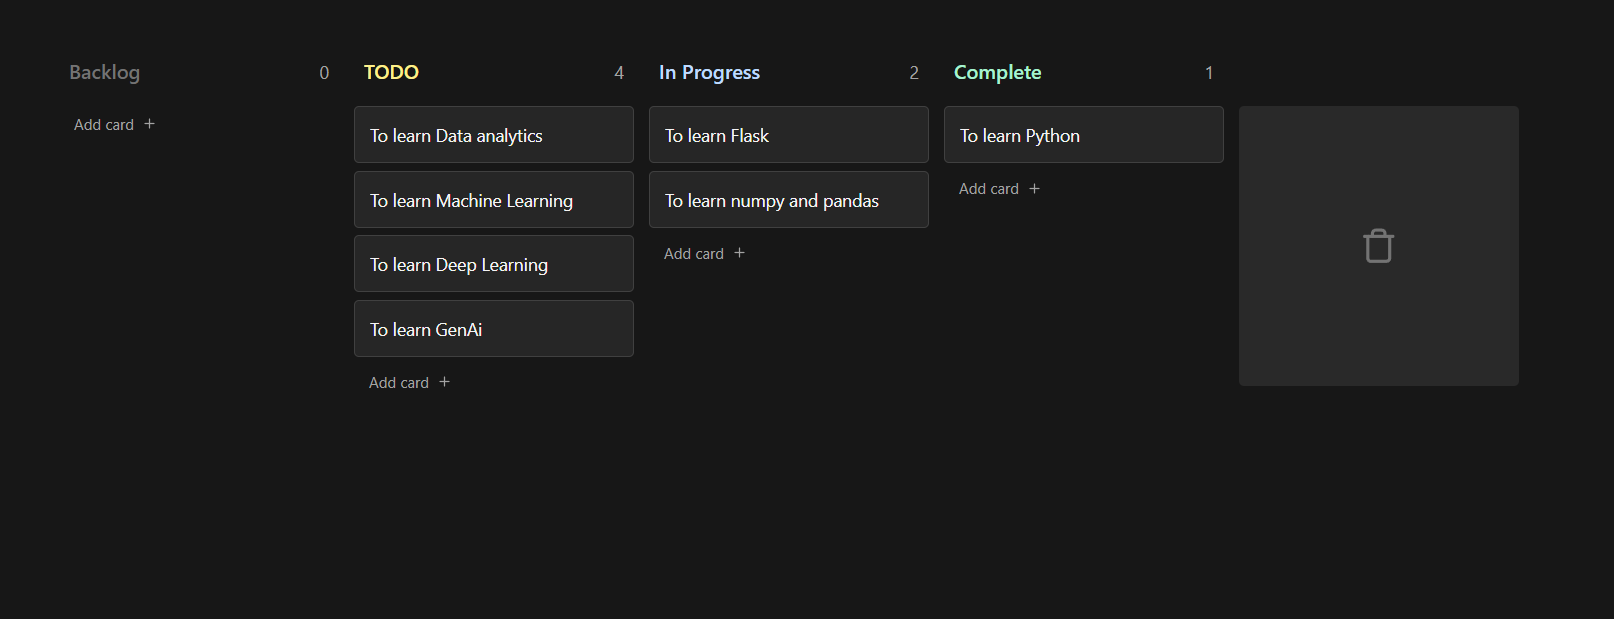 Backlog 0
Add card +
TODO 4
To learn Data analytics
To learn Machine Learning
To learn Deep Learning
To learn GenAi
Add card +
In Progress 2
To learn Flask
To learn numpy and pandas
Add card +
Complete 1
To learn Python
Add card +